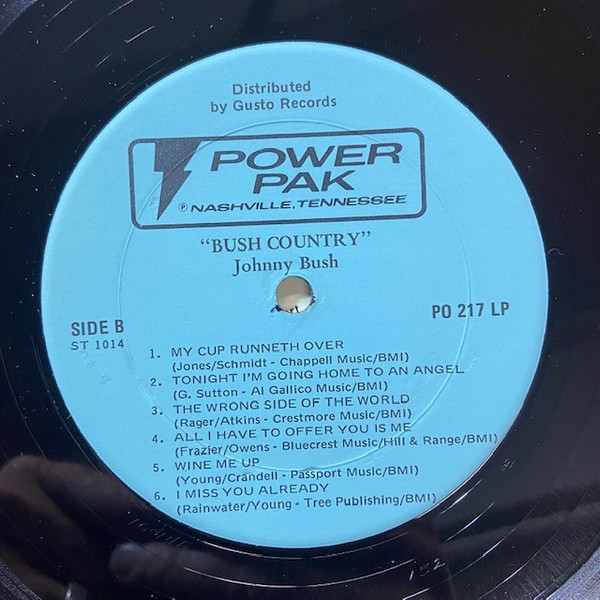 Distributed
by Gusto Records
POWER
PAK
℗ NASHVILLE, TENNESSEE
"BUSH COUNTRY"
Johnny Bush
SIDE B
ST 1014
PO 217 LP
1. MY CUP RUNNETH OVER
(Jones/Schmidt - Chappell Music/BMI)
2. TONIGHT I'M GOING HOME TO AN ANGEL
(G. Sutton - Al Gallico Music/BMI)
3. THE WRONG SIDE OF THE WORLD
(Rager/Atkins - Crestmore Music/BMI)
4. ALL I HAVE TO OFFER YOU IS ME
(Frazier/Owens - Bluecrest Music/Hill & Range/BMI)
5. WINE ME UP
(Young/Crandell - Passport Music/BMI)
6. I MISS YOU ALREADY
(Rainwater/Young - Tree Publishing/BMI)